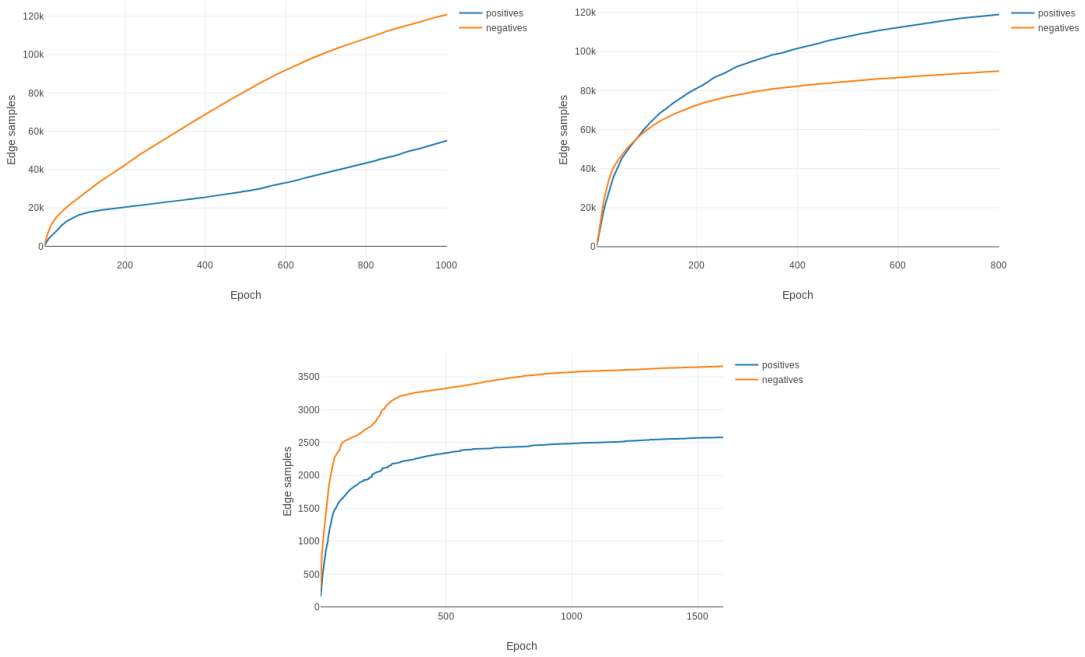 120k
100k
80k
60k
40k
20k
0
200
400
600
800
1000
Edge samples
Epoch
positives
negatives
120k
100k
80k
60k
40k
20k
0
200
400
600
800
Edge samples
Epoch
positives
negatives
3500
3000
2500
2000
1500
1000
500
0
500
1000
1500
Edge samples
Epoch
positives
negatives